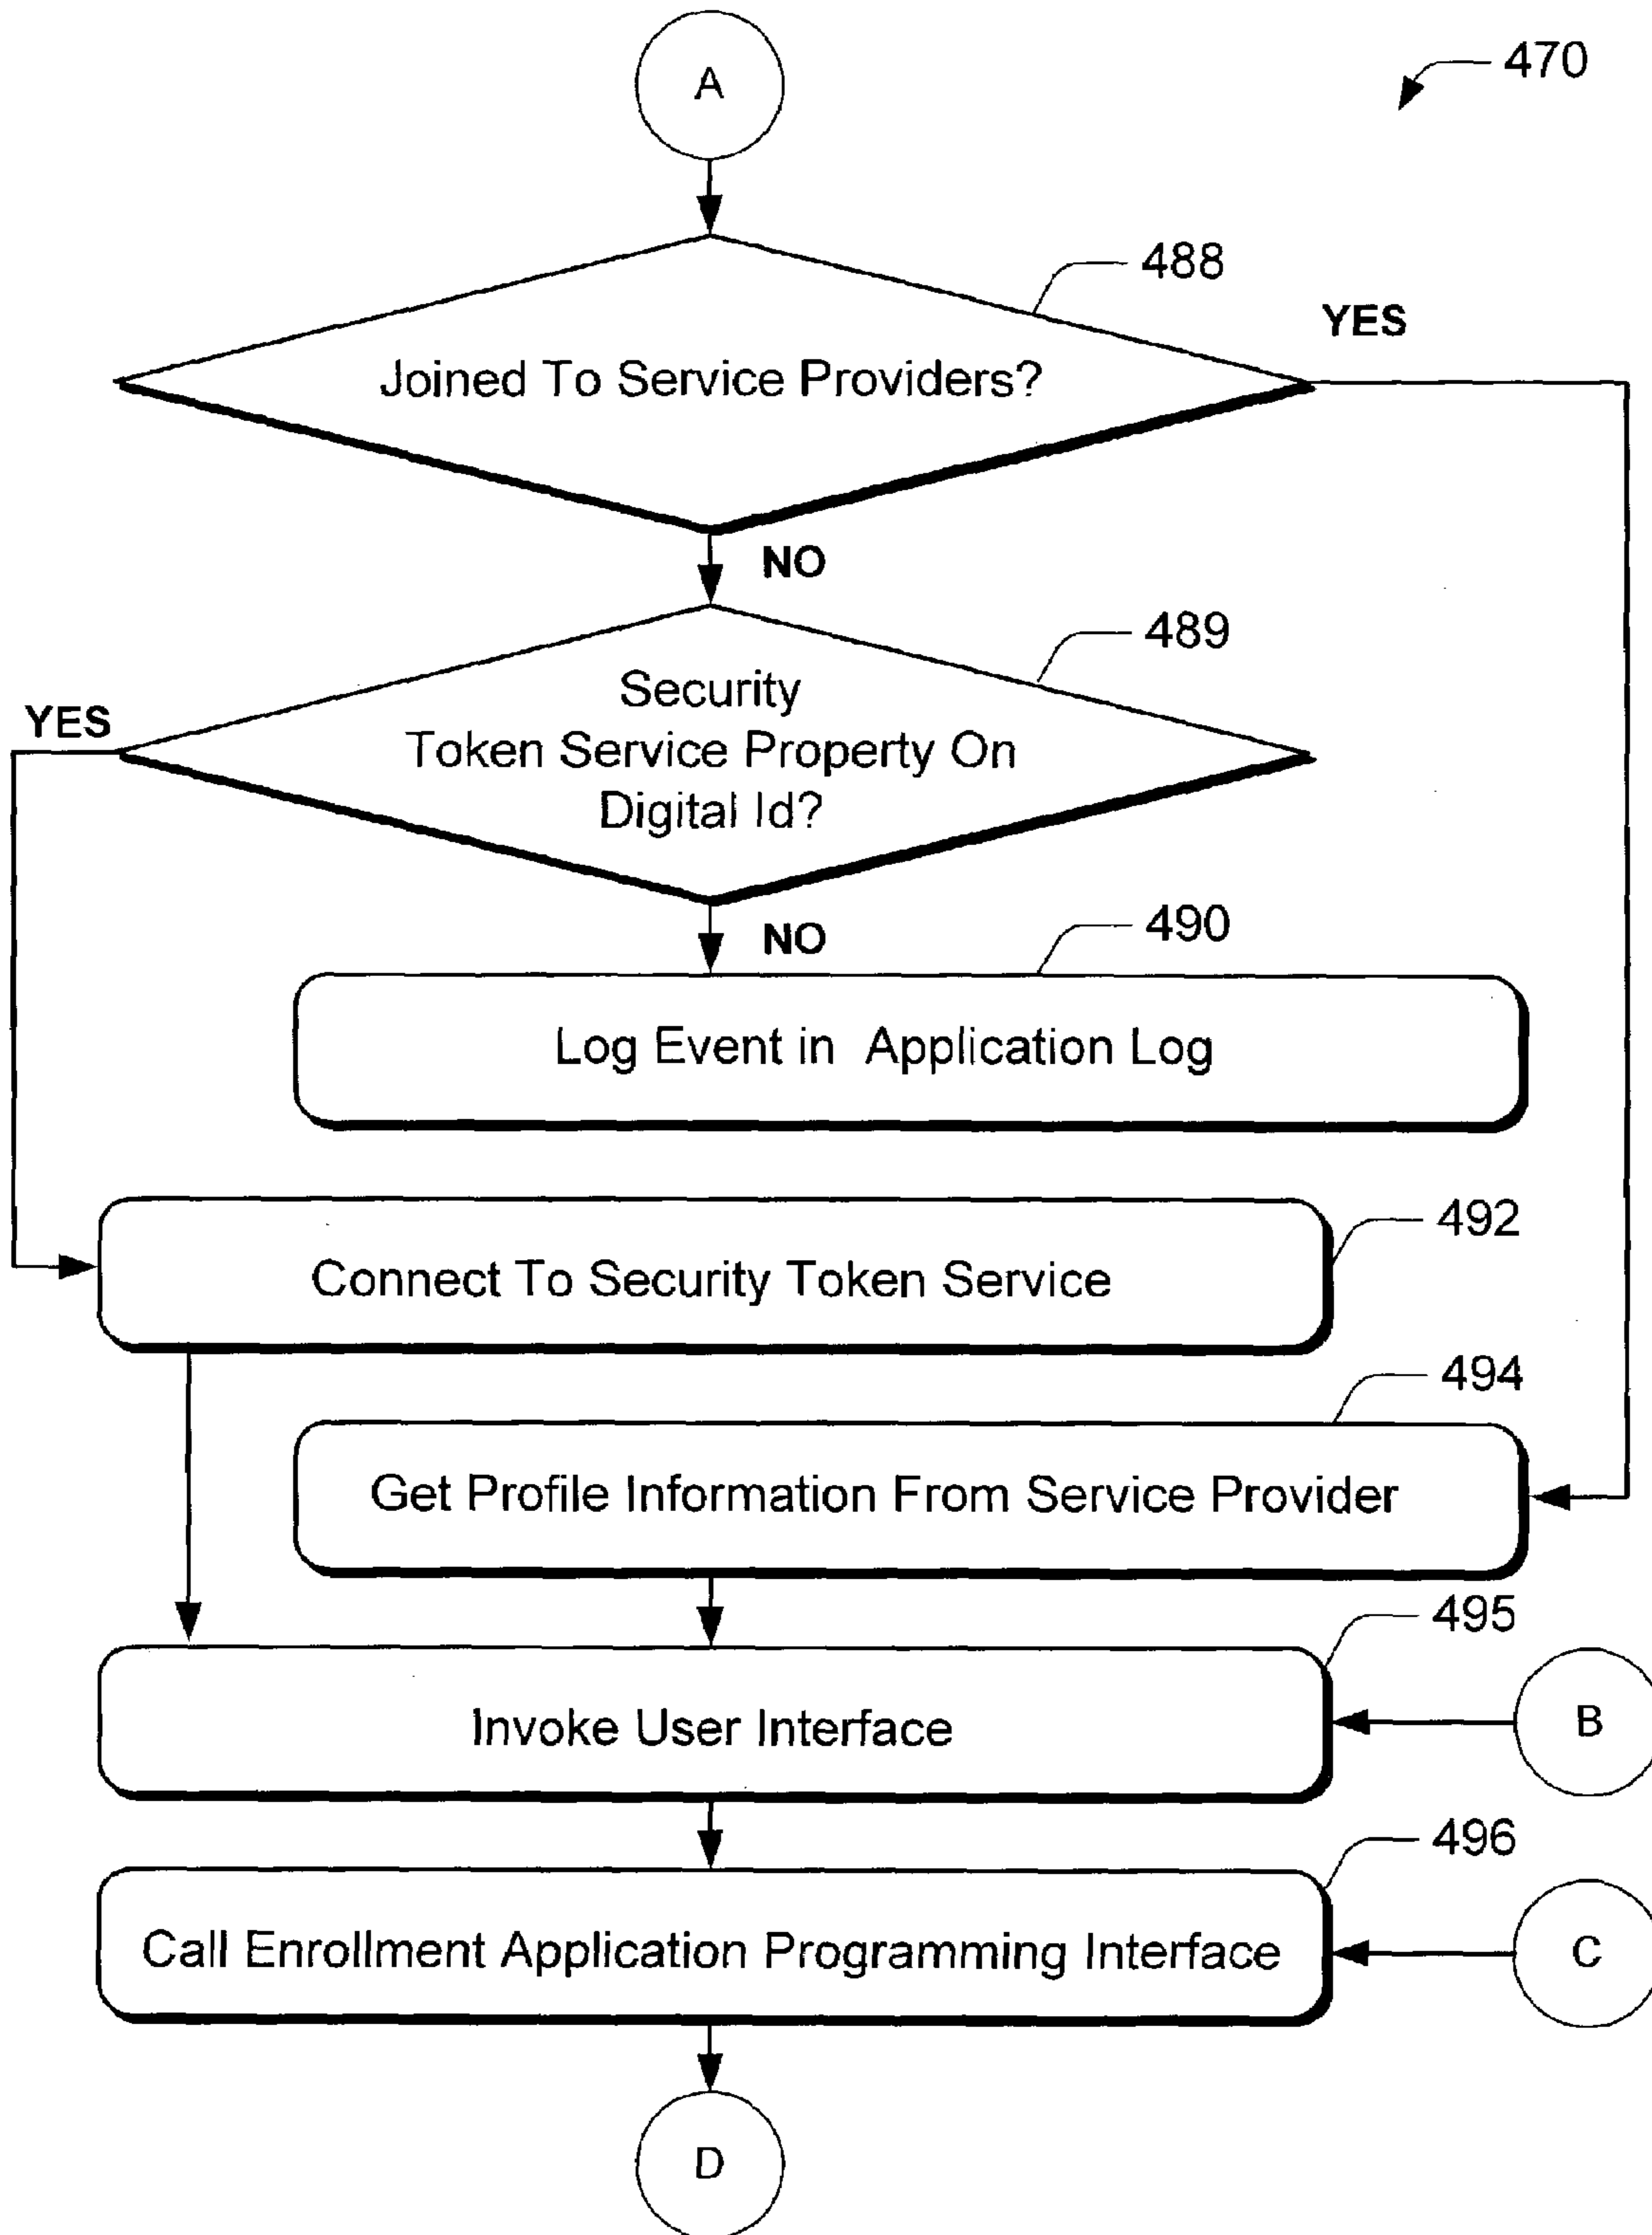 A
470
488
YES
Joined To Service Providers?
NO
489
Security
YES
Token Service Property On
Digital Id?
490
NO
Log Event in Application Log
492
Connect To Security Token Service
494
Get Profile Information From Service Provider
495
Invoke User Interface
B
496
Call Enrollment Application Programming Interface
C
D